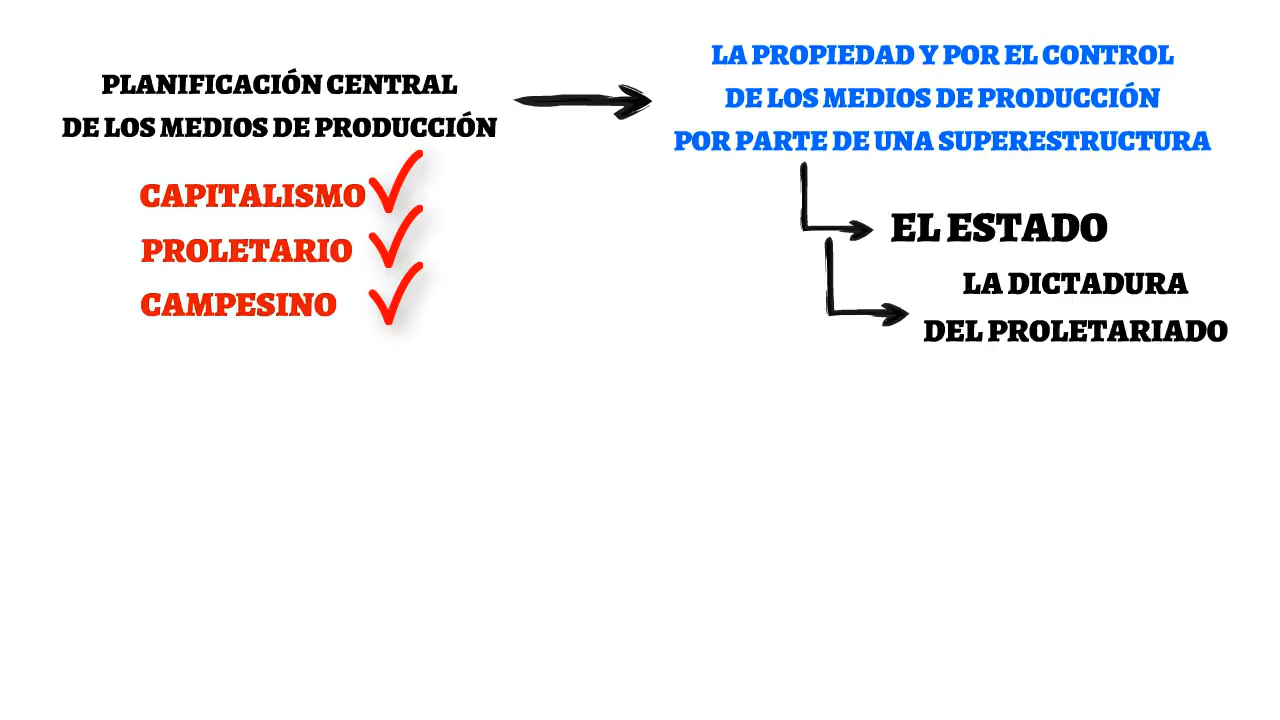 PLANIFICACIÓN CENTRAL
DE LOS MEDIOS DE PRODUCCIÓN
CAPITALISMO
PROLETARIO
CAMPESINO
LA PROPIEDAD Y POR EL CONTROL
DE LOS MEDIOS DE PRODUCCIÓN
POR PARTE DE UNA SUPERESTRUCTURA
EL ESTADO
LA DICTADURA
DEL PROLETARIADO